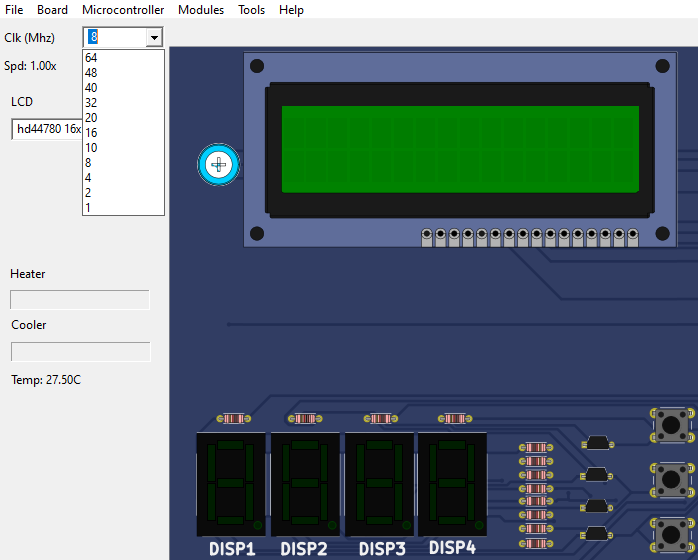 File Board Microcontroller Modules Tools Help
Clk (Mhz) 8
64
48
40
32
20
16
10
8
4
2
1
Spd: 1.00x
LCD
hd44780 16x
Heater
Cooler
Temp: 27.50C
DISP1 DISP2 DISP3 DISP4